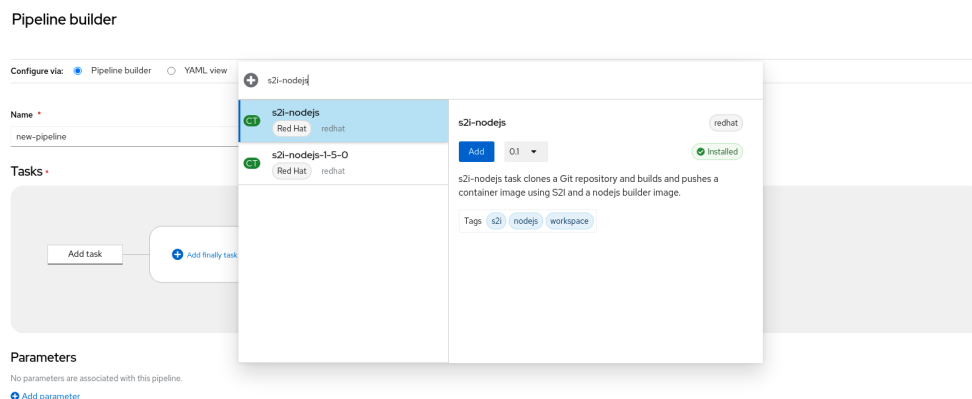 Pipeline builder
Configure via: Pipeline builder YAML view
s2i-nodejs
Name *
new-pipeline
Tasks *
Add task
Add finally task
s2i-nodejs
CT
Red Hat redhat
s2i-nodejs-1-5-0
CT
Red Hat redhat
s2i-nodejs
redhat
Add 0.1
Installed
s2i-nodejs task clones a Git repository and builds and pushes a
container image using S2I and a nodejs builder image.
Tags s2i nodejs workspace
Parameters
No parameters are associated with this pipeline.
Add parameter